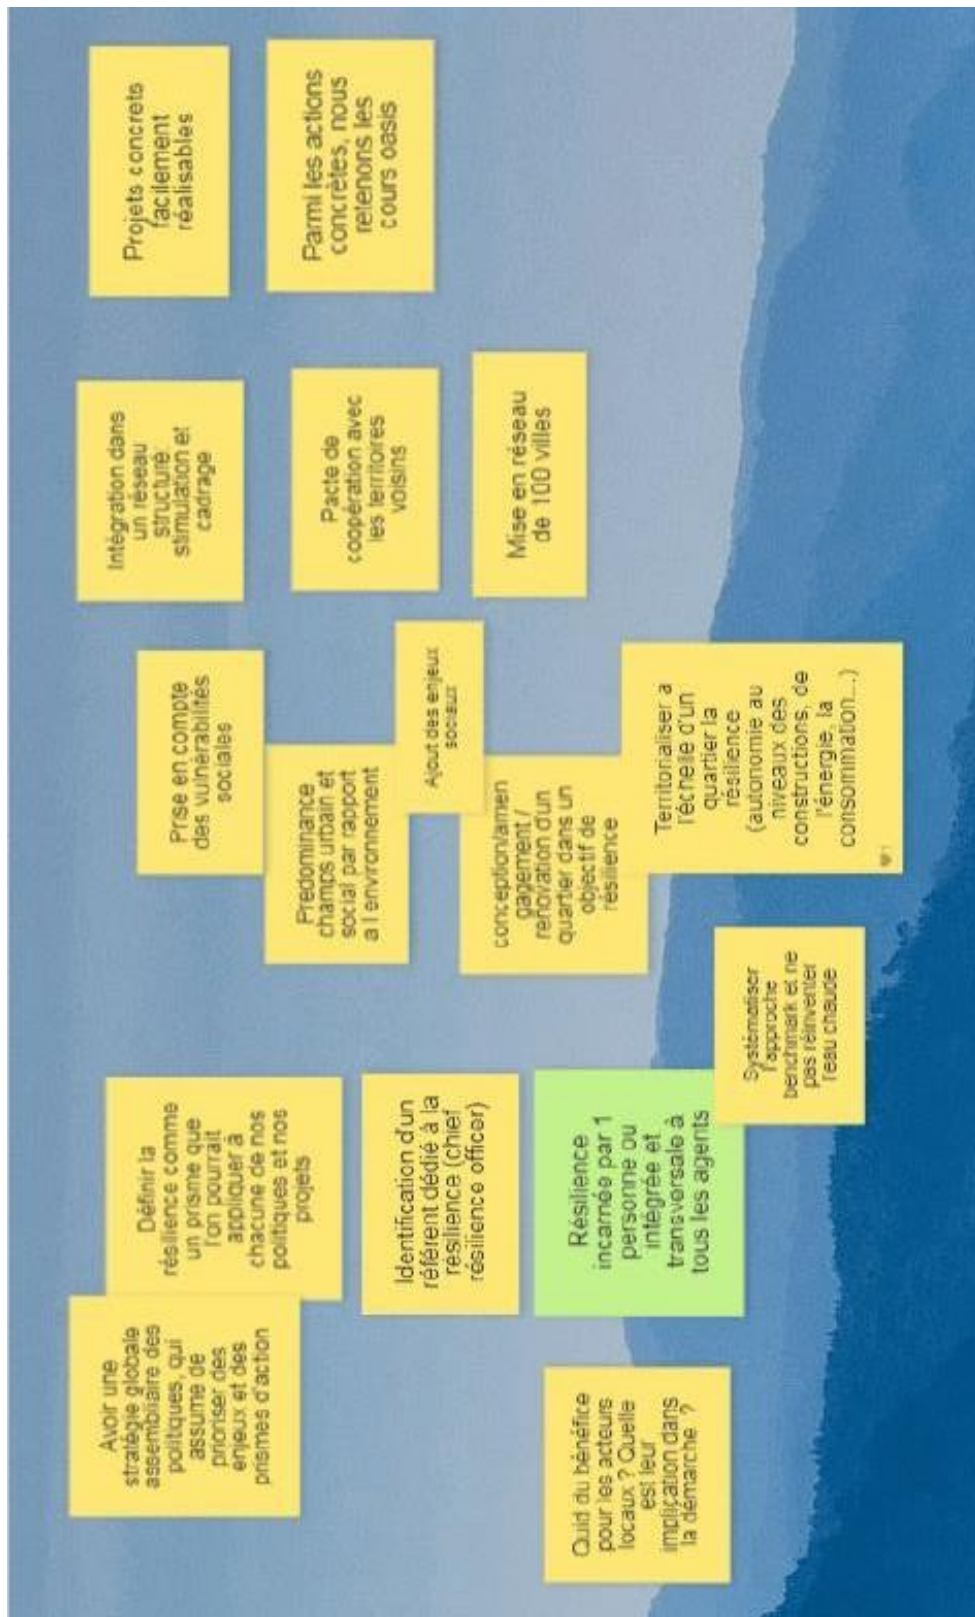 Avoir une
stratégie globale
assembliaire des
politiques, qui
assume de
prioriser des
enjeux et des
prismes d'action
Définir la
résilience comme
un prisme que
l'on pourrait
appliquer à
chacune de nos
politiques et nos
projets
Identification d'un
référent dédié à la
résilience (chief
résilience officer)
Résilience
incarnée par 1
personne ou
intégrée et
transversale à
tous les agents
Quid du bénéfice
pour les acteurs
locaux ? Quelle
est leur
implication dans
la démarche ?
Systématiser
l'approche
benchmark et ne
pas réinventer
l'eau chaude
Prise en compte
des vulnérabilités
sociales
Prédominance
champs urbain et
social par rapport
a l environnement
Ajout des enjeux
sociaux
conception/amen
gagement /
renovation d'un
quartier dans un
objectif de
résilience
Territorialiser a
l'échelle d'un
quartier la
résilience
(autonomie au
niveaux des
constructions, de
l'énergie, la
consommation...)
Intégration dans
un réseau
structuré
stimulation et
cadrage
Pacte de
coopération avec
les territoires
voisins
Mise en réseau
de 100 villes
Projets concrets
facilement
réalisables
Parmi les actions
concrètes, nous
retenons les
cours oasis